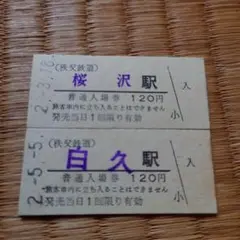 2.-3.18
(秩父鉄道)
桜沢駅
普通入場券 120円
旅客車内に立ち入ることはできません
発売当日1回限り有効
入
小
2.-5.-5.
(秩父鉄道)
白久駅
普通入場券 120円
旅客車内に立ち入ることはできません
発売当日1回限り有効
入
小